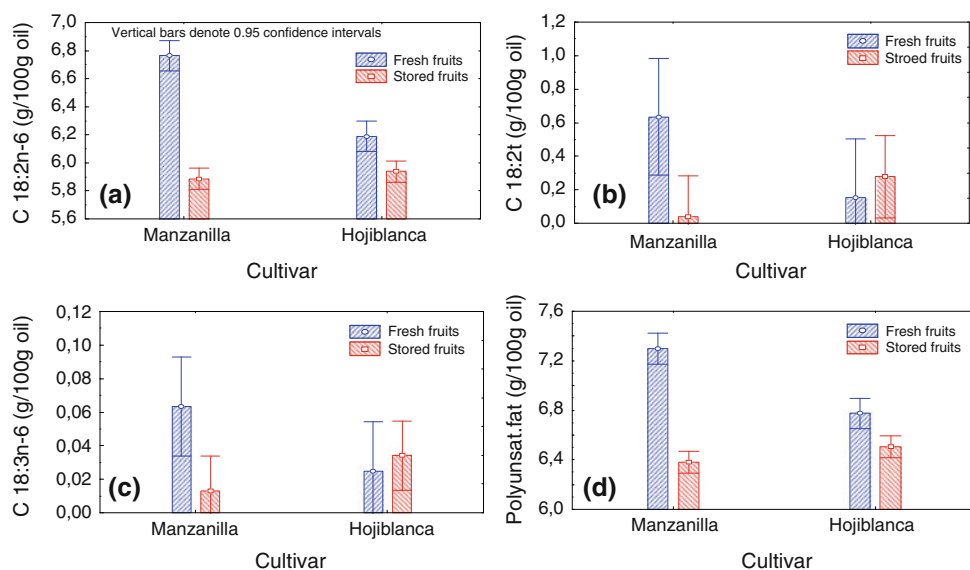 (a)
C 18:2n-6 (g/100g oil)
7,0
6,8
6,6
6,4
6,2
6,0
5,8
5,6
Vertical bars denote 0.95 confidence intervals
Fresh fruits
Stored fruits
Manzanilla Hojiblanca
Cultivar
(b)
C 18:2t (g/100g oil)
1,2
1,0
0,8
0,6
0,4
0,2
0,0
Fresh fruits
Stroed fruits
Manzanilla Hojiblanca
Cultivar
(c)
C 18:3n-6 (g/100g oil)
0,12
0,10
0,08
0,06
0,04
0,02
0,00
Fresh fruits
Stored fruits
Manzanilla Hojiblanca
Cultivar
(d)
Polyunsat.fat (g/100g oil)
7,6
7,2
6,8
6,4
6,0
Fresh fruits
Stored fruits
Manzanilla Hojiblanca
Cultivar